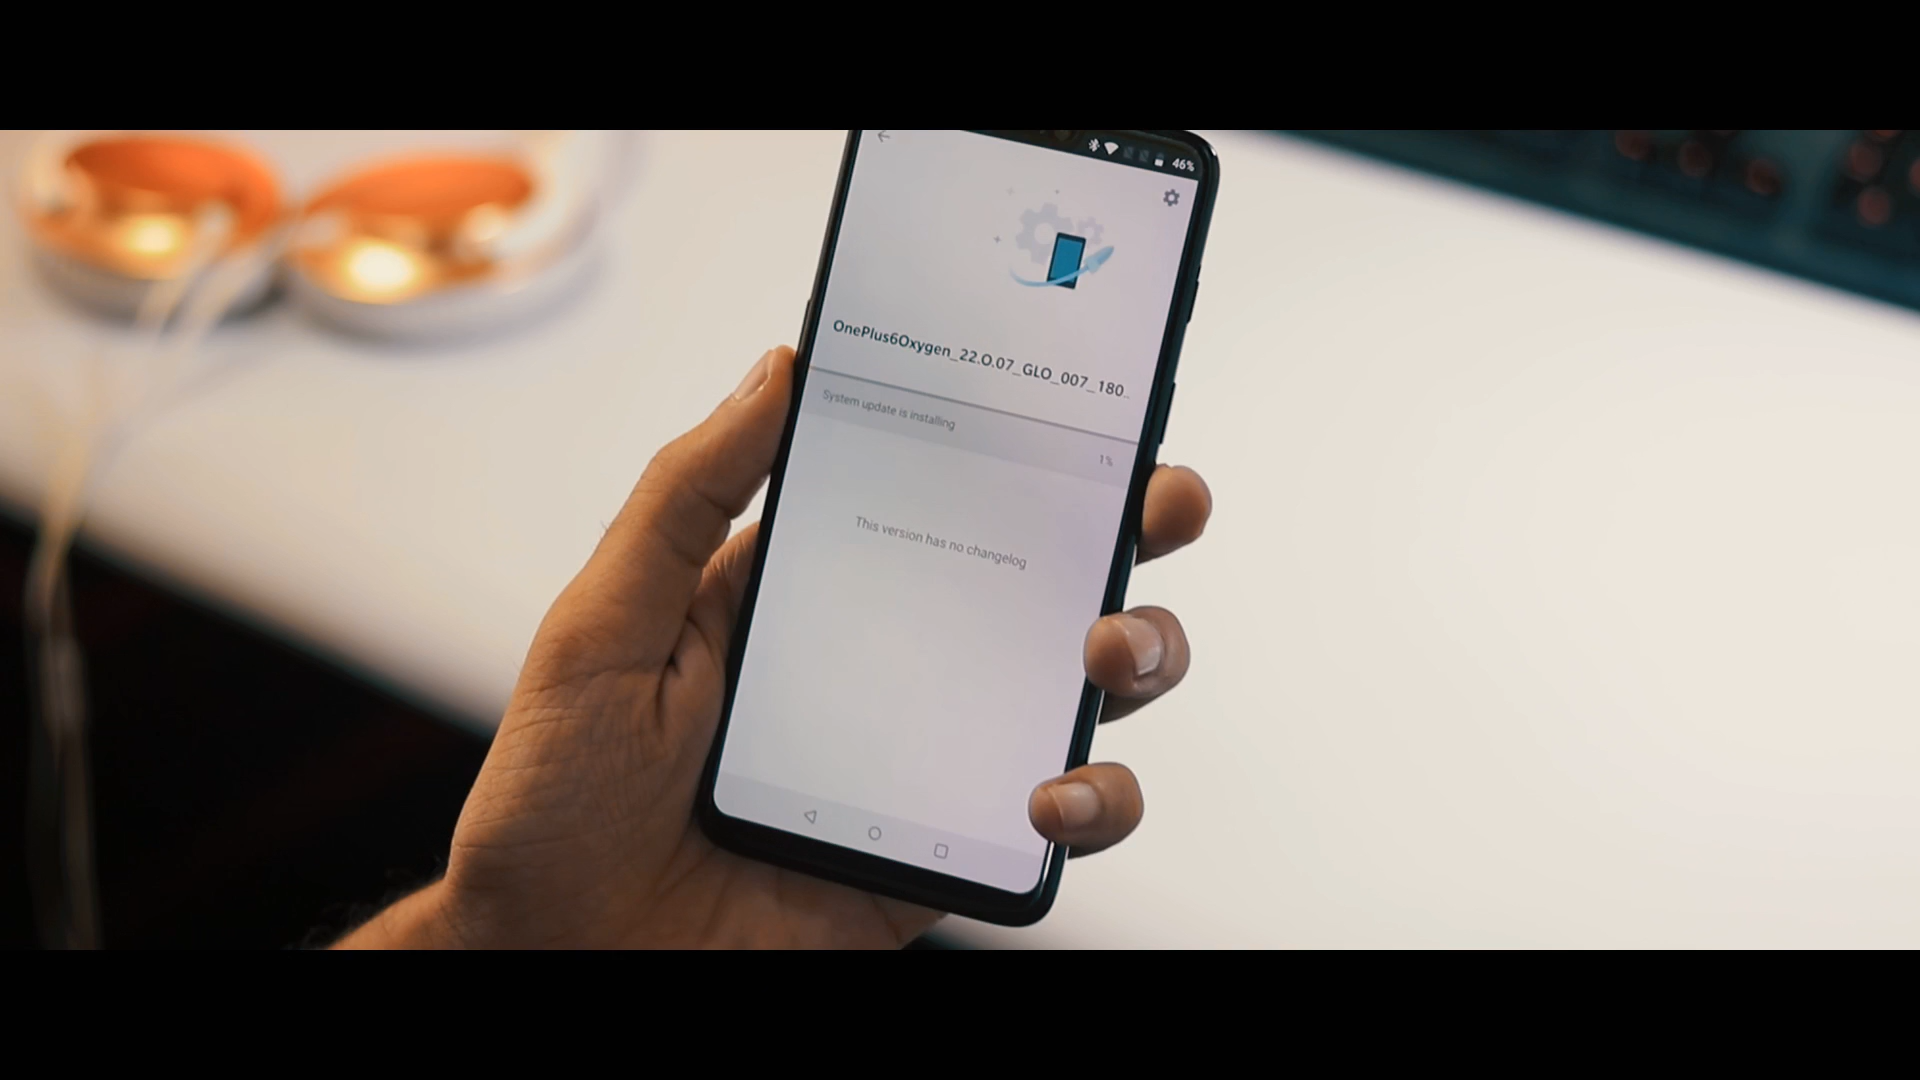 46%
OnePlus6Oxygen_22.O.07_GLO_007_180..
System update is installing
1%
This version has no changelog